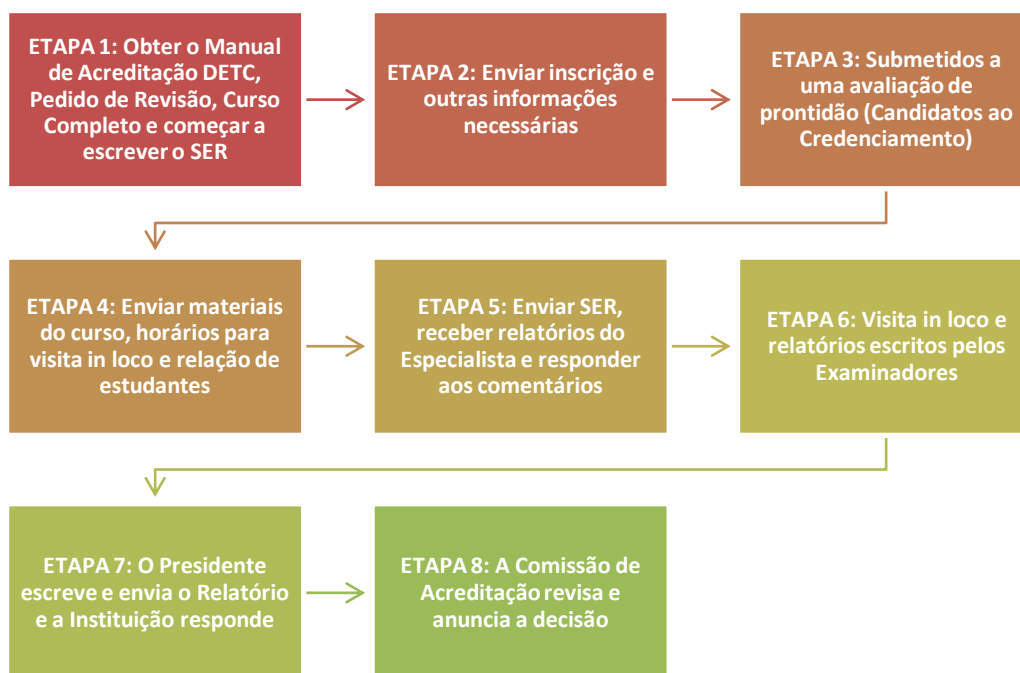 ETAPA 1: Obter o Manual
de Acreditação DETC,
Pedido de Revisão, Curso
Completo e começar a
escrever o SER
ETAPA 2: Enviar inscrição e
outras informações
necessárias
ETAPA 3: Submetidos a
uma avaliação de
prontidão (Candidatos ao
Credenciamento)
ETAPA 4: Enviar materiais
do curso, horários para
visita in loco e relação de
estudantes
ETAPA 5: Enviar SER,
receber relatórios do
Especialista e responder
aos comentários
ETAPA 6: Visita in loco e
relatórios escritos pelos
Examinadores
ETAPA 7: O Presidente
escreve e envia o Relatório
e a Instituição responde
ETAPA 8: A Comissão de
Acreditação revisa e
anuncia a decisão